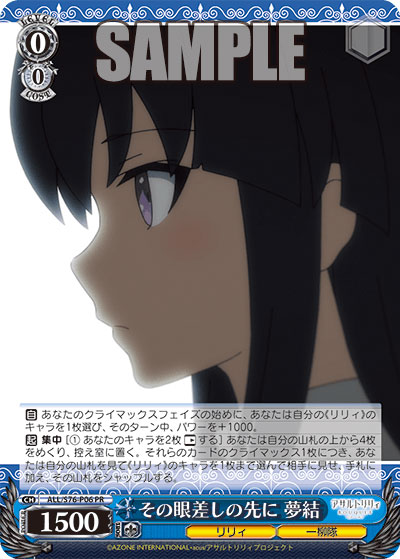 SAMPLE
LEVEL
0
0
COST
自 あなたのクライマックスフェイズの始めに、あなたは自分の《リリィ》の
キャラを1枚選び、そのターン中、パワーを+1000。
起 集中 [① あなたのキャラを2枚 する] あなたは自分の山札の上から4枚
をめくり、控え室に置く。それらのカードのクライマックス1枚につき、あな
たは自分の山札を見て《リリィ》のキャラを1枚まで選んで相手に見せ、手札に
加え、その山札をシャッフルする。
CH
AL/S76-P06 PR
1500
その眼差しの先に 夢結
アサルトリリィ
リリィ
一柳隊
©AZONE INTERNATIONAL・acus/アサルトリリィプロジェクト